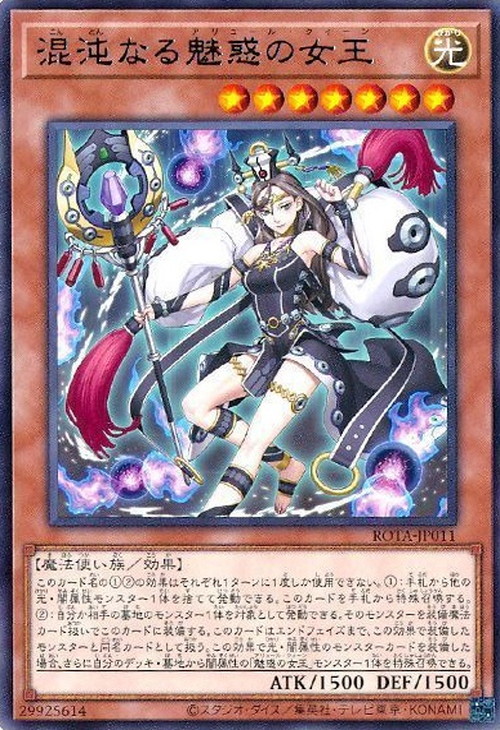 混沌なる魅惑の女王
光
ROTA-JP011
【魔法使い族／効果】
このカード名の①②の効果はそれぞれ1ターンに1度しか使用できない。①：手札から他の
光・闇属性モンスター1体を捨てて発動できる。このカードを手札から特殊召喚する。
②：自分か相手の墓地のモンスター1体を対象として発動できる。そのモンスターを装備魔法
カード扱いでこのカードに装備する。このカードはエンドフェイズまで、この効果で装備した
モンスターと同名カードとして扱う。この効果で光・闇属性のモンスターカードを装備した
場合、さらに自分のデッキ・墓地から闇属性の「魅惑の女王」モンスター1体を特殊召喚できる。
ATK/1500 DEF/1500
29925614 ©スタジオ・ダイス／集英社・テレビ東京・KONAMI